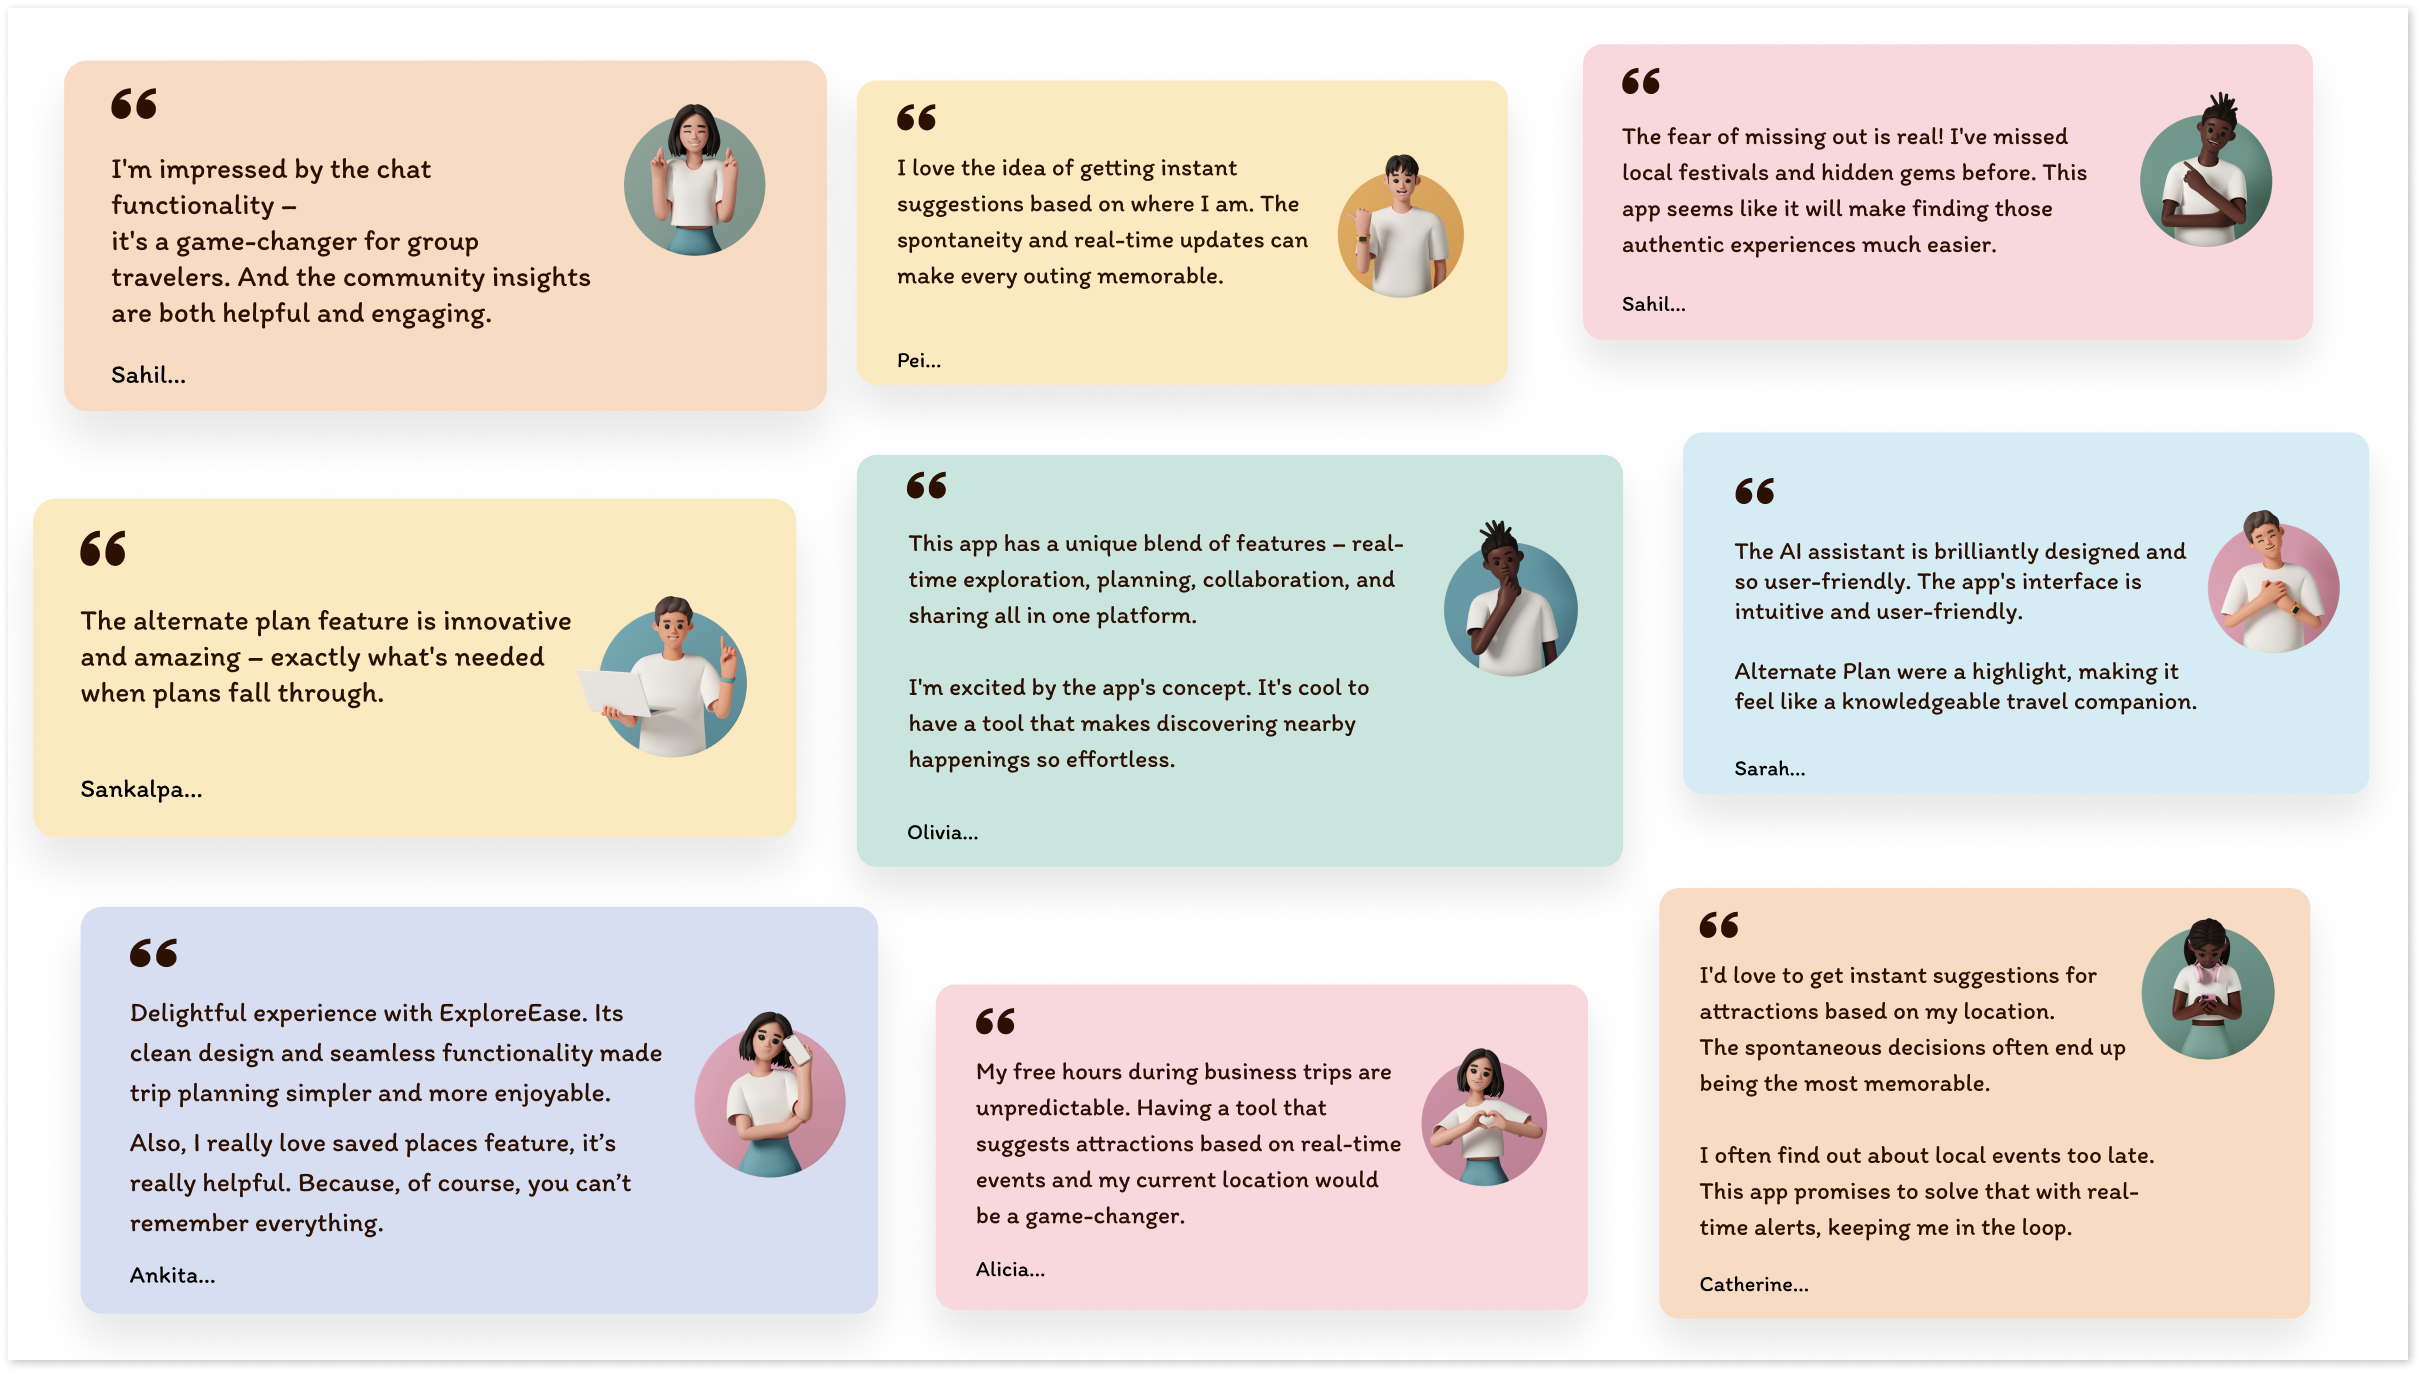 “
I'm impressed by the chat
functionality –
it's a game-changer for group
travelers. And the community insights
are both helpful and engaging.
Sahil...
“
I love the idea of getting instant
suggestions based on where I am. The
spontaneity and real-time updates can
make every outing memorable.
Pei...
“
The fear of missing out is real! I've missed
local festivals and hidden gems before. This
app seems like it will make finding those
authentic experiences much easier.
Sahil...
“
The alternate plan feature is innovative
and amazing – exactly what's needed
when plans fall through.
Sankalpa...
“
This app has a unique blend of features – real-
time exploration, planning, collaboration, and
sharing all in one platform.
I'm excited by the app's concept. It's cool to
have a tool that makes discovering nearby
happenings so effortless.
Olivia...
“
The AI assistant is brilliantly designed and
so user-friendly. The app's interface is
intuitive and user-friendly.
Alternate Plan were a highlight, making it
feel like a knowledgeable travel companion.
Sarah...
“
Delightful experience with ExploreEase. Its
clean design and seamless functionality made
trip planning simpler and more enjoyable.
Also, I really love saved places feature, it’s
really helpful. Because, of course, you can’t
remember everything.
Ankita...
“
My free hours during business trips are
unpredictable. Having a tool that
suggests attractions based on real-time
events and my current location would
be a game-changer.
Alicia...
“
I'd love to get instant suggestions for
attractions based on my location.
The spontaneous decisions often end up
being the most memorable.
I often find out about local events too late.
This app promises to solve that with real-
time alerts, keeping me in the loop.
Catherine...